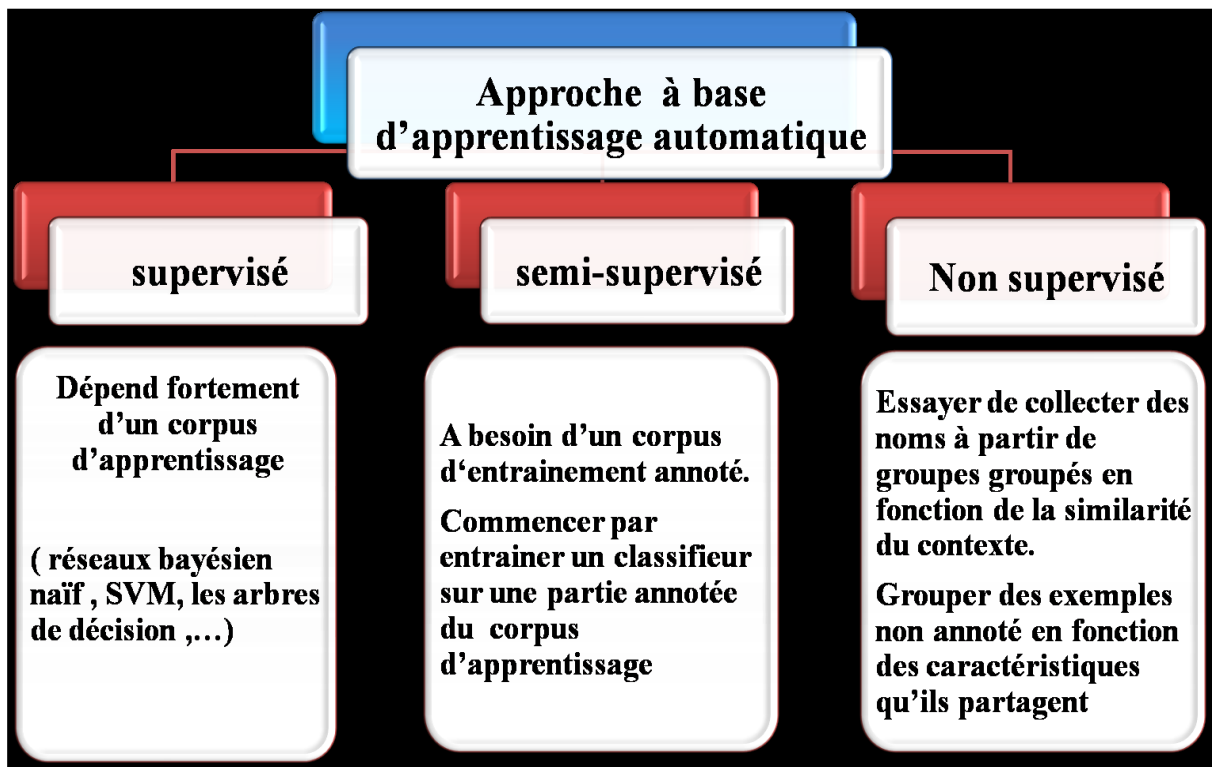 Approche à base
d’apprentissage automatique
supervisé
semi-supervisé
Non supervisé
Dépend fortement
d’un corpus
d’apprentissage
( réseaux bayésien
naïf , SVM, les arbres
de décision ,…)
A besoin d’un corpus
d‘entrainement annoté.
Commencer par
entrainer un classifieur
sur une partie annotée
du corpus
d’apprentissage
Essayer de collecter des
noms à partir de
groupes groupés en
fonction de la similarité
du contexte.
Grouper des exemples
non annoté en fonction
des caractéristiques
qu’ils partagent